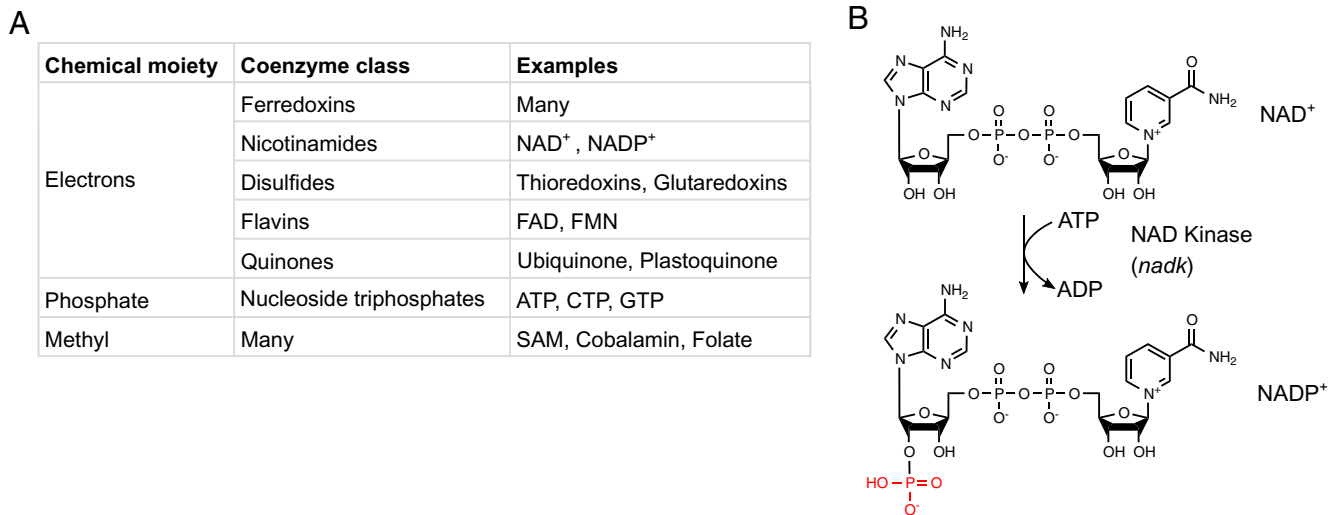 A
Chemical moiety Coenzyme class Examples
Electrons
Ferredoxins Many
Nicotinamides NAD+ , NADP+
Disulfides Thioredoxins, Glutaredoxins
Flavins FAD, FMN
Quinones Ubiquinone, Plastoquinone
Phosphate Nucleoside triphosphates ATP, CTP, GTP
Methyl Many SAM, Cobalamin, Folate
B
NH2
N N O
N N NH2
O O N+
O P O P O
O O- O- O
OH OH OH OH
NAD+
ATP
NAD Kinase
(nadk)
ADP
NH2
N N O
N N NH2
O O N+
O P O P O
O O- O- O
O OH OH OH
HO P O
O-
NADP+